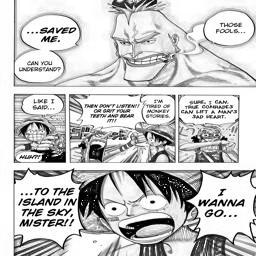 THOSE
FOOLS...
...SAVED
ME.
CAN YOU
UNDERSTAND?
SURE, I CAN.
TRUE COMRADES
CAN LIFT A MAN'S
SAD HEART.
I'M
TIRED OF
MONKEY
STORIES.
THEN DON'T LISTEN!!
OR GRIT YOUR
TEETH AND
BEAR IT!!
LIKE I
SAID...
HUH?!
I
WANNA
GO...
...TO THE
ISLAND IN
THE SKY,
MISTER!!